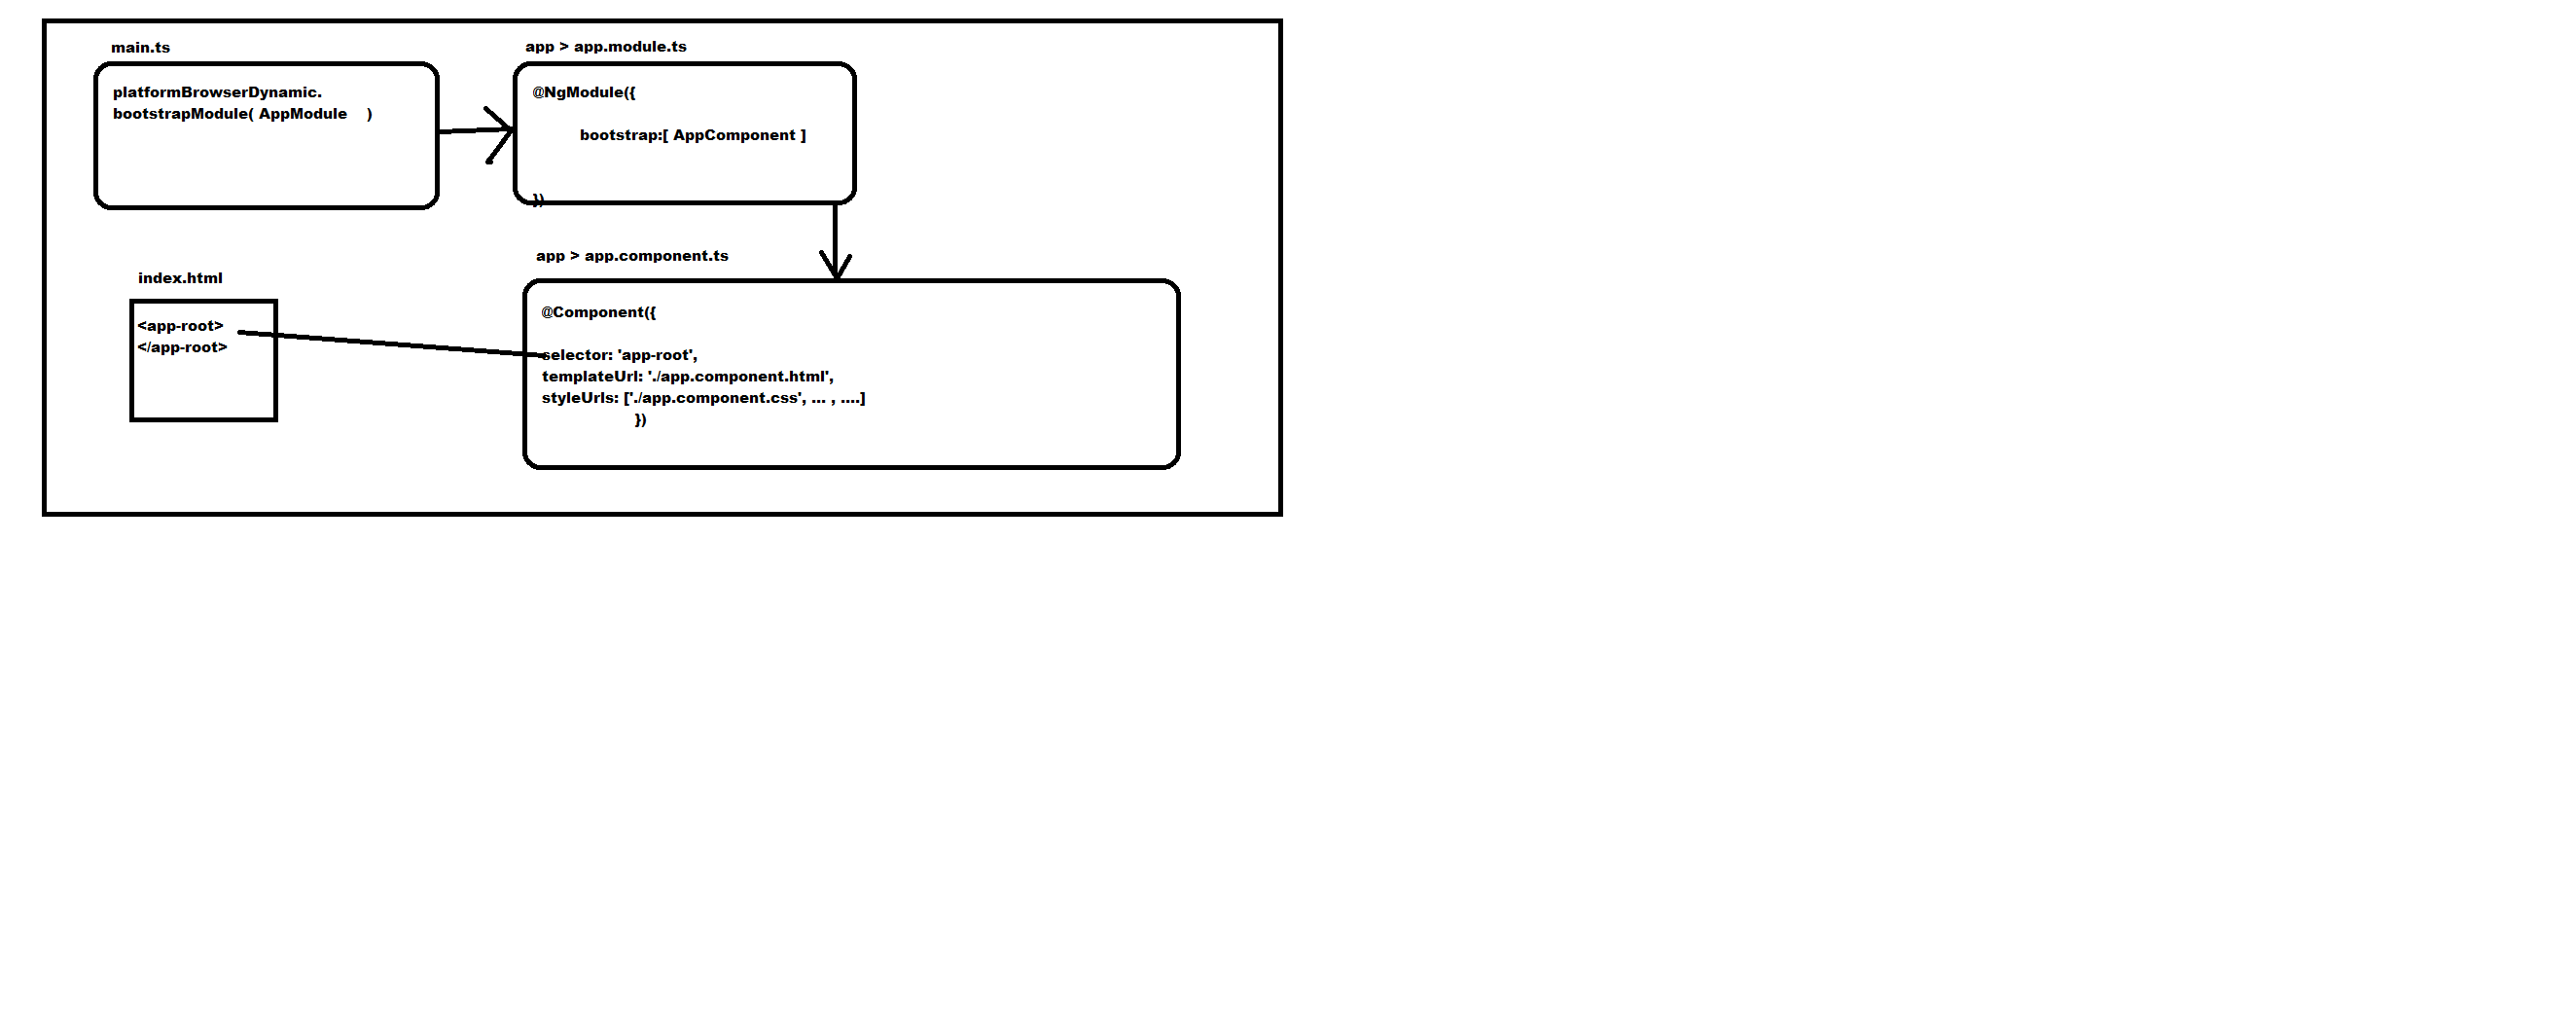 main.ts
platformBrowserDynamic.
bootstrapModule( AppModule    )
app > app.module.ts
@NgModule({
bootstrap:[ AppComponent ]
})
app > app.component.ts
@Component({
selector: 'app-root',
templateUrl: './app.component.html',
styleUrls: ['./app.component.css', ... , ....]
})
index.html
<app-root>
</app-root>